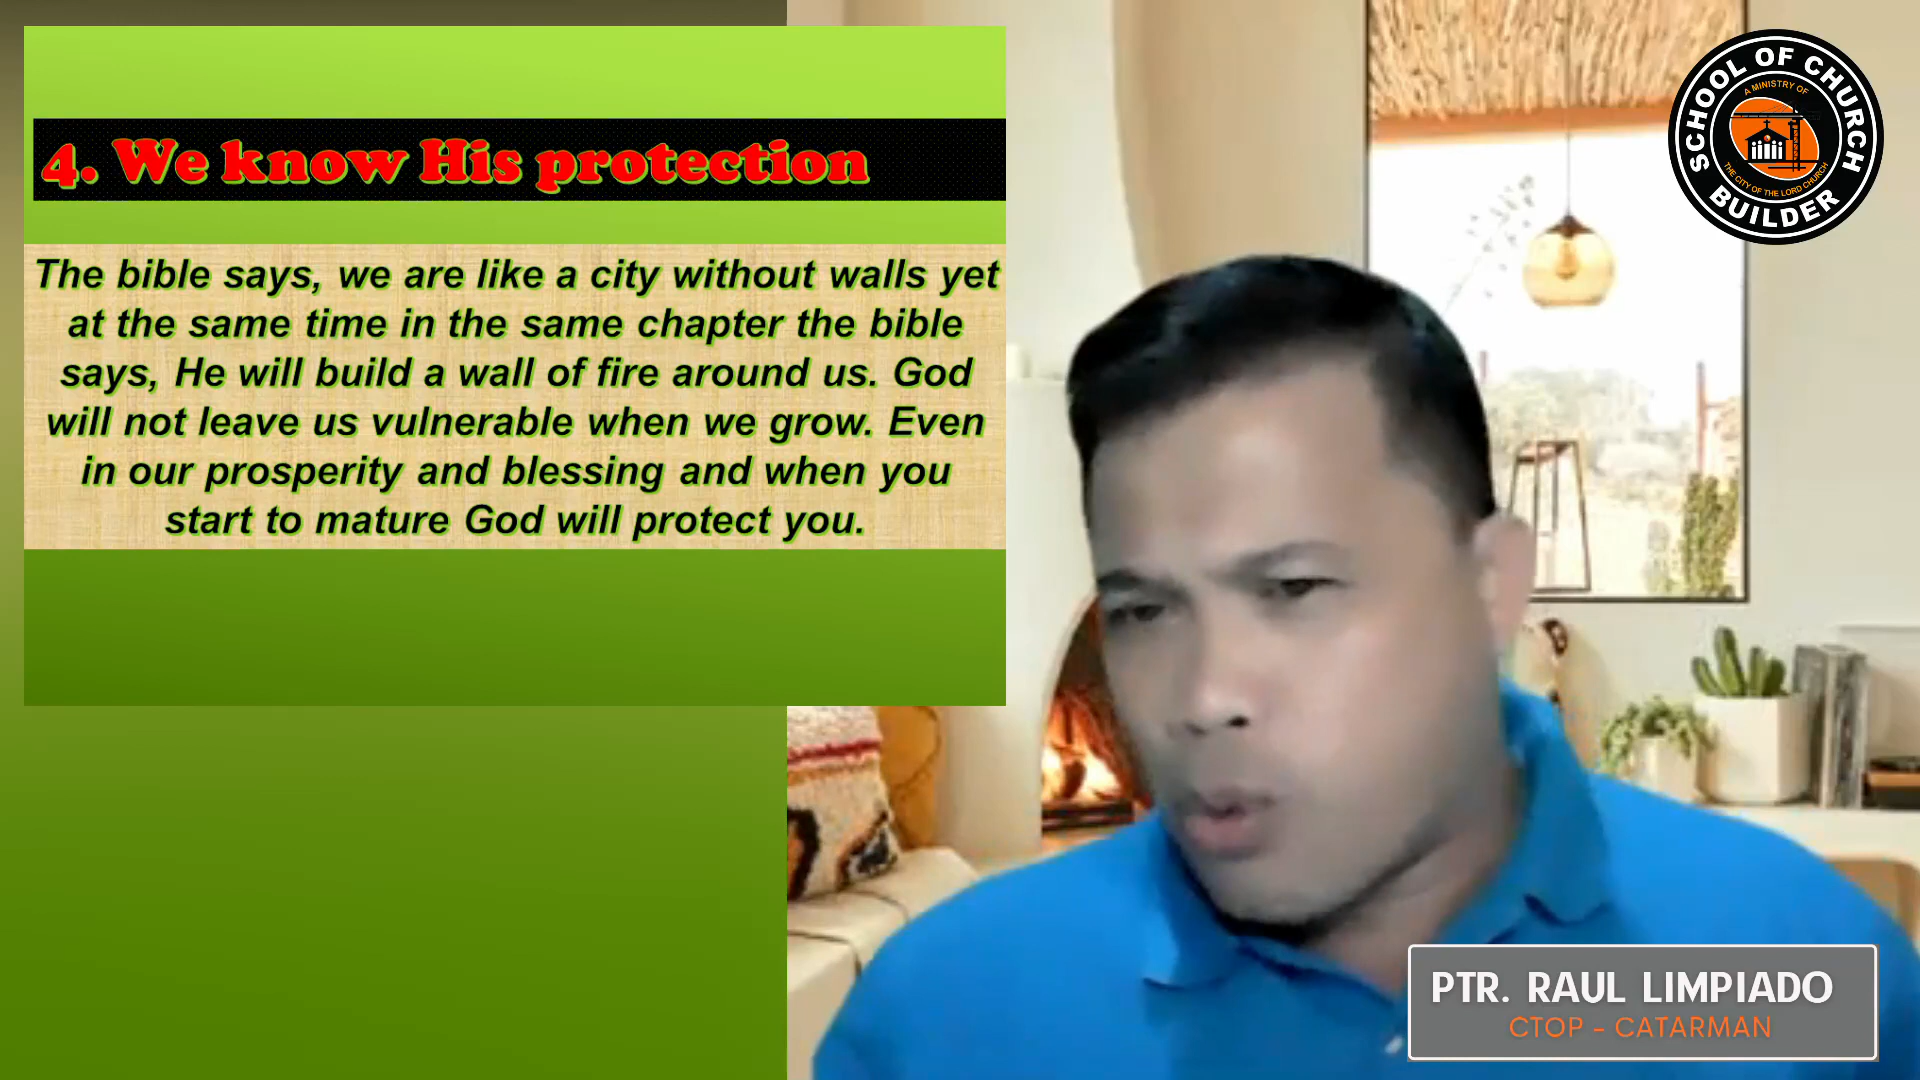 4. We know His protection
The bible says, we are like a city without walls yet
at the same time in the same chapter the bible
says, He will build a wall of fire around us. God
will not leave us vulnerable when we grow. Even
in our prosperity and blessing and when you
start to mature God will protect you.
SCHOOL OF CHURCH
A MINISTRY OF
THE CITY OF THE LORD CHURCH
BUILDER
PTR. RAUL LIMPIADO
CTOP - CATARMAN